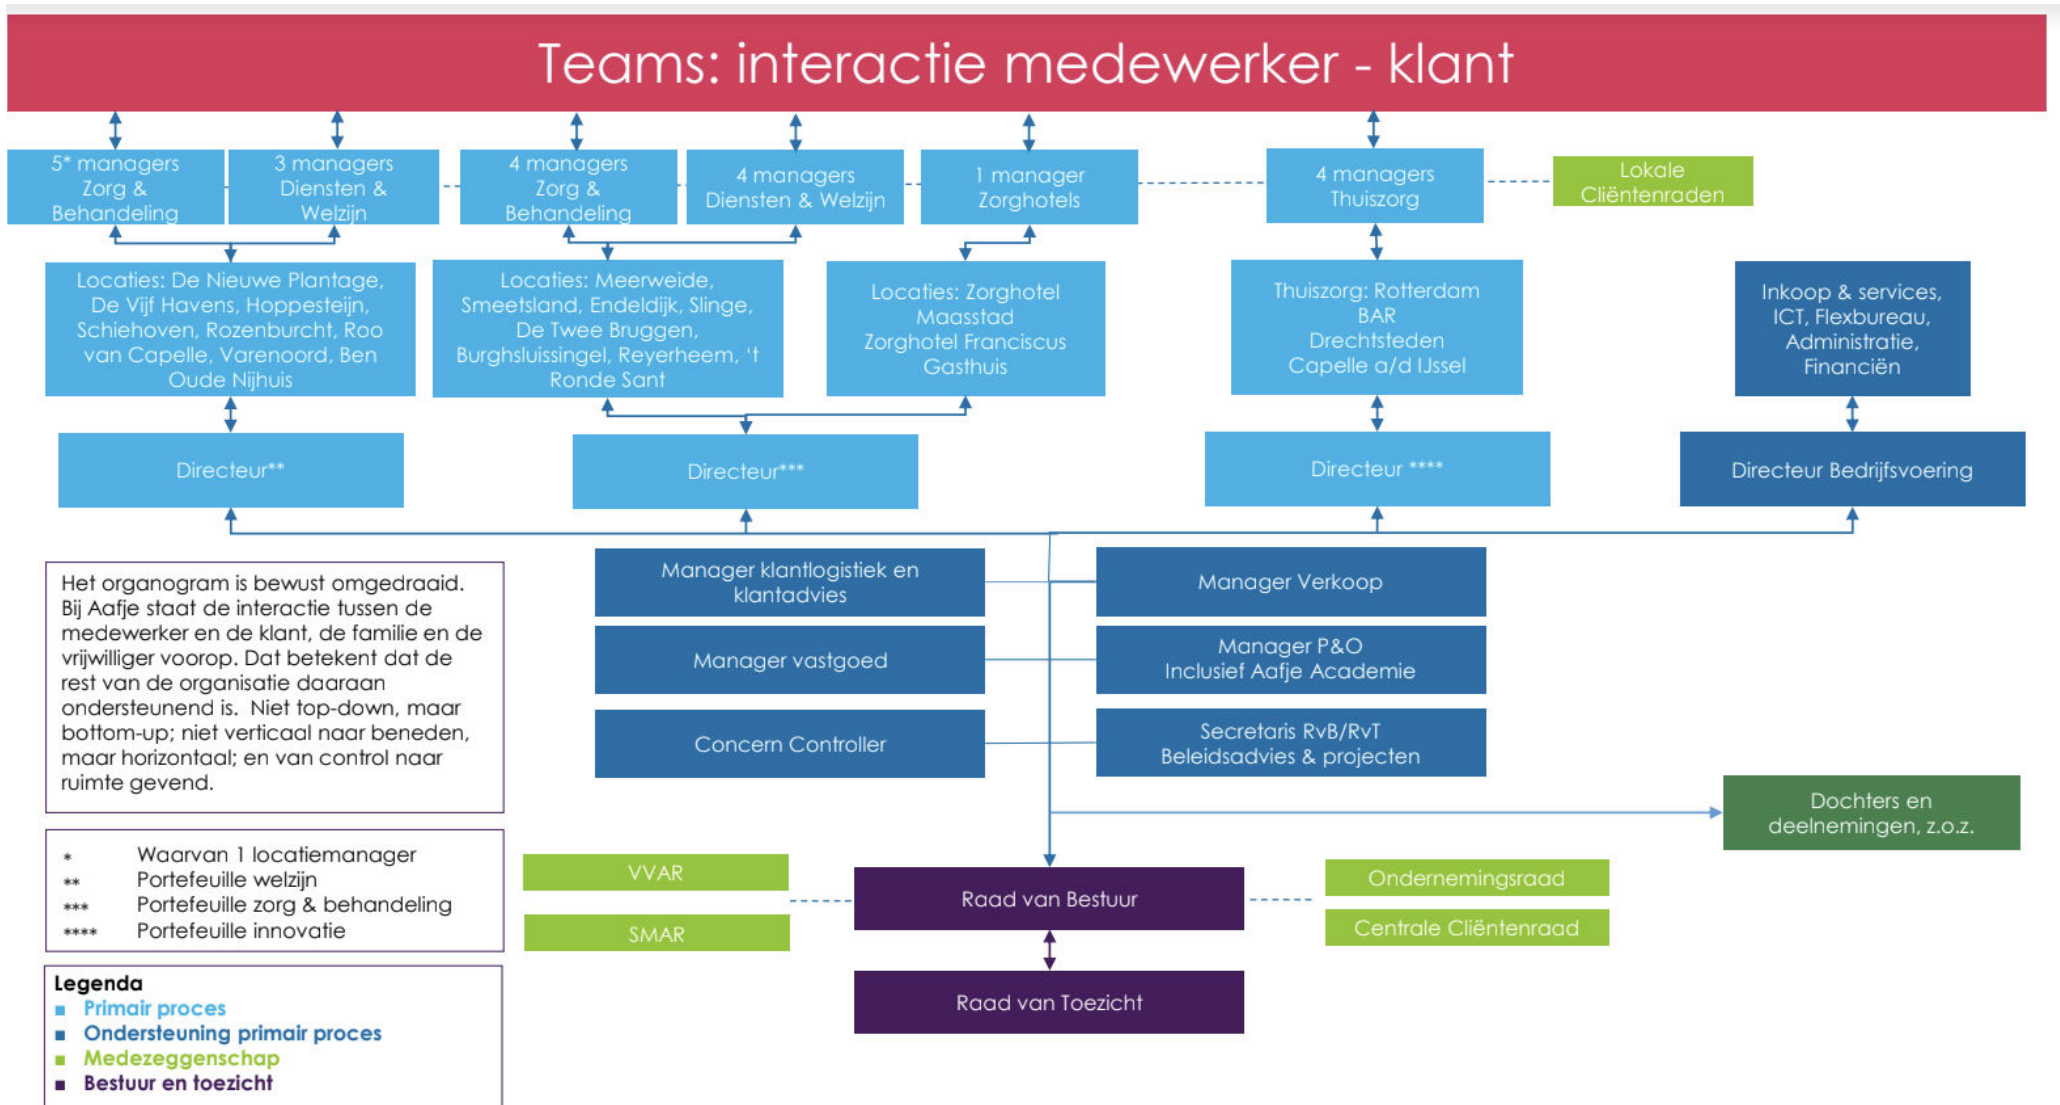 Teams: interactie medewerker - klant
5* managers
Zorg &
Behandeling
3 managers
Diensten &
Welzijn
4 managers
Zorg &
Behandeling
4 managers
Diensten & Welzijn
1 manager
Zorghotels
4 managers
Thuiszorg
Lokale
Cliëntenraden
Locaties: De Nieuwe Plantage,
De Vijf Havens, Hoppesteijn,
Schiehoven, Rozenburcht, Roo
van Capelle, Varenoord, Ben
Oude Nijhuis
Locaties: Meerweide,
Smeetsland, Endeldijk, Slinge,
De Twee Bruggen,
Burghsluissingel, Reyerheem, ‘t
Ronde Sant
Locaties: Zorghotel
Maasstad
Zorghotel Franciscus
Gasthuis
Thuiszorg: Rotterdam
BAR
Drechtsteden
Capelle a/d IJssel
Inkoop & services,
ICT, Flexbureau,
Administratie,
Financiën
Directeur**
Directeur***
Directeur ****
Directeur Bedrijfsvoering
Het organogram is bewust omgedraaid.
Bij Aafje staat de interactie tussen de
medewerker en de klant, de familie en de
vrijwilliger voorop. Dat betekent dat de
rest van de organisatie daaraan
ondersteunend is.  Niet top-down, maar
bottom-up; niet verticaal naar beneden,
maar horizontaal; en van control naar
ruimte gevend.
Manager klantlogistiek en
klantadvies
Manager Verkoop
Manager vastgoed
Manager P&O
Inclusief Aafje Academie
Concern Controller
Secretaris RvB/RvT
Beleidsadvies & projecten
Dochters en
deelnemingen, z.o.z.
* Waarvan 1 locatiemanager
** Portefeuille welzijn
*** Portefeuille zorg & behandeling
**** Portefeuille innovatie
VVAR
SMAR
Raad van Bestuur
Ondernemingsraad
Centrale Cliëntenraad
Raad van Toezicht
Legenda
Primair proces
Ondersteuning primair proces
Medezeggenschap
Bestuur en toezicht